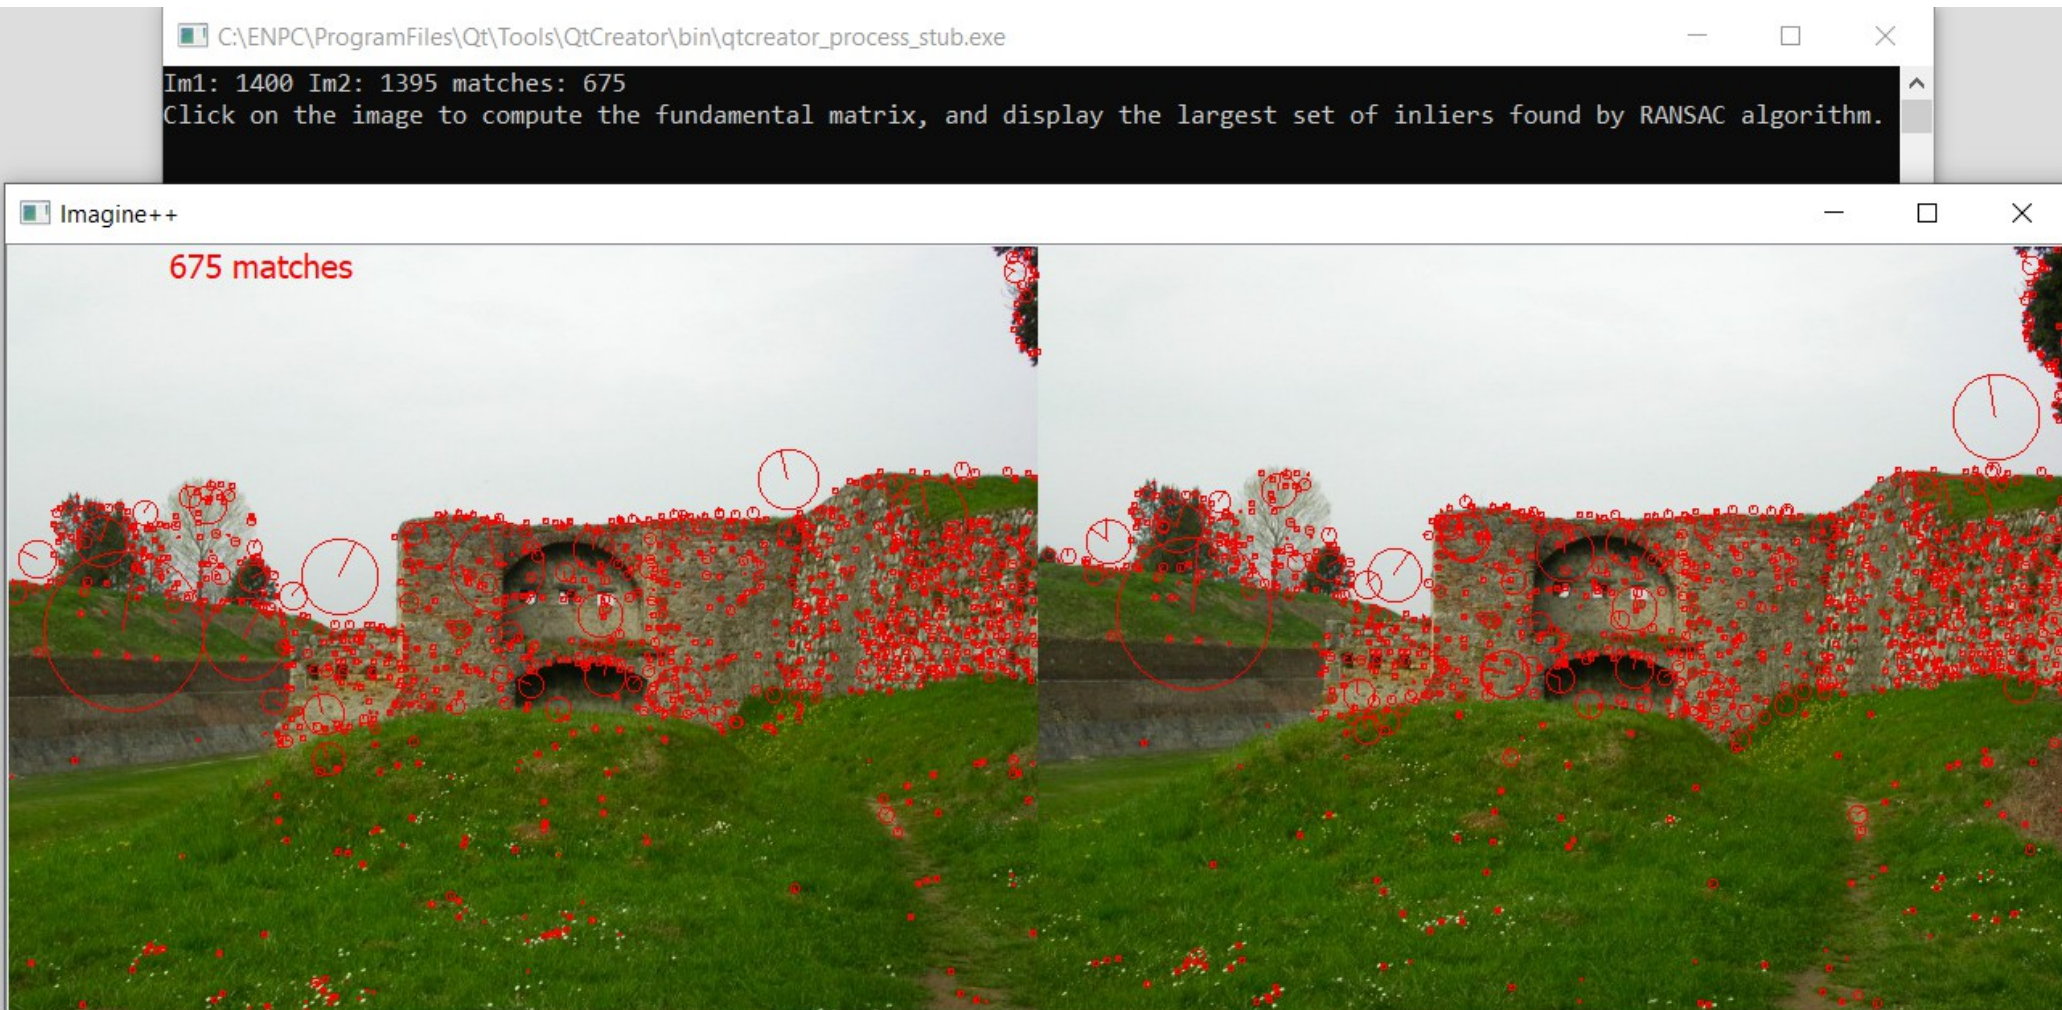 C:\ENPC\ProgramFiles\Qt\Tools\QtCreator\bin\qtcreator_process_stub.exe
Im1: 1400 Im2: 1395 matches: 675
Click on the image to compute the fundamental matrix, and display the largest set of inliers found by RANSAC algorithm.
Imagine++
675 matches